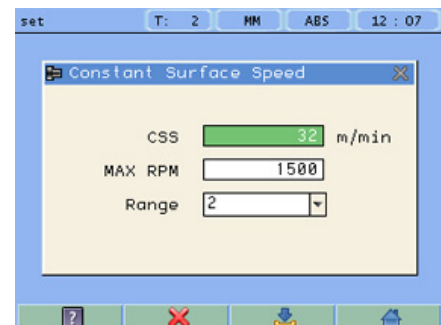 set T: 2 MM ABS 12 : 07
Constant Surface Speed
CSS 32 m/min
MAX RPM 1500
Range 2
?